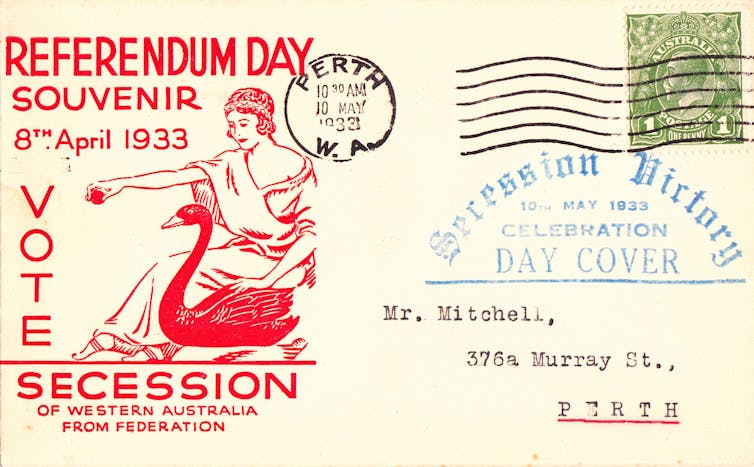 REFERENDUM DAY
SOUVENIR
8TH April 1933
VOTE
SECESSION
OF WESTERN AUSTRALIA
FROM FEDERATION
PERTH
10 30 AM
10 MAY
1933
W.A.
AUSTRALIA
POSTAGE
1 1
ONE PENNY
Secession Victory
10TH MAY 1933
CELEBRATION
DAY COVER
Mr. Mitchell,
376a Murray St.,
PERTH